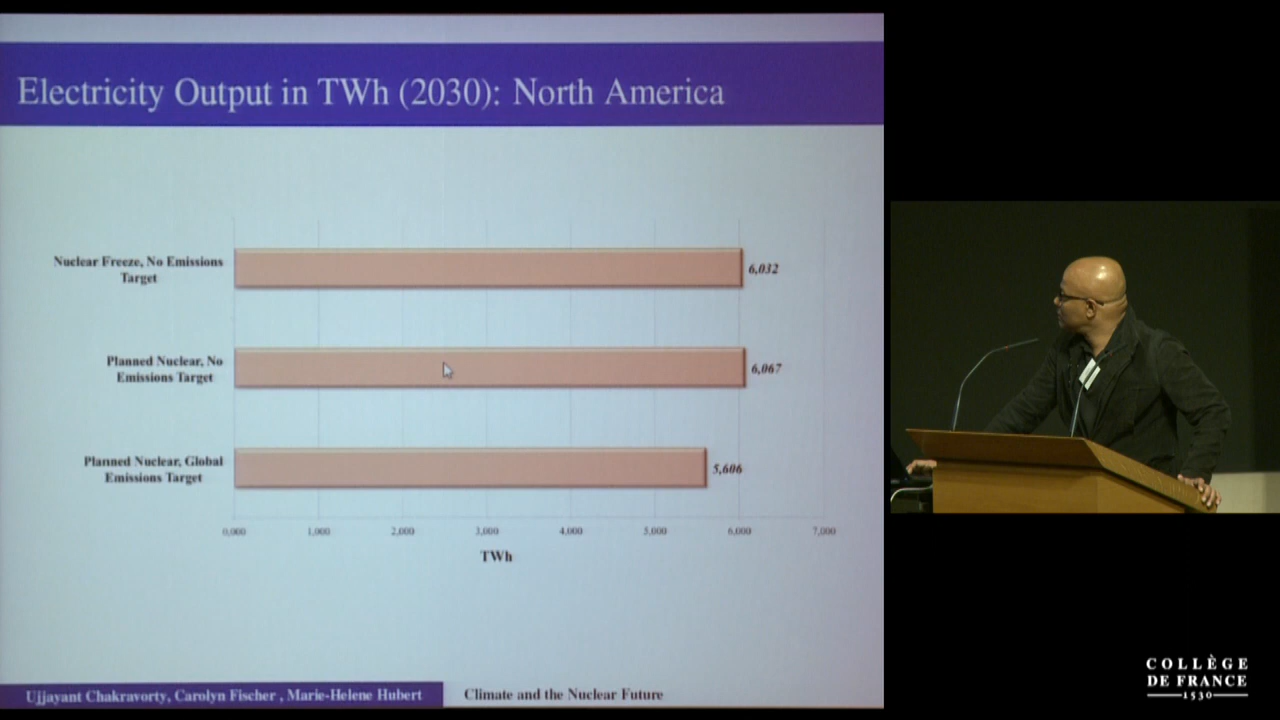 Electricity Output in TWh (2030): North America
Nuclear Freeze, No Emissions
Target
6,032
Planned Nuclear, No
Emissions Target
6,067
Planned Nuclear, Global
Emissions Target
5,606
0,000 1,000 2,000 3,000 4,000 5,000 6,000 7,000
TWh
Ujjayant Chakravorty, Carolyn Fischer , Marie-Helene Hubert
Climate and the Nuclear Future
COLLÈGE
DE FRANCE
1530